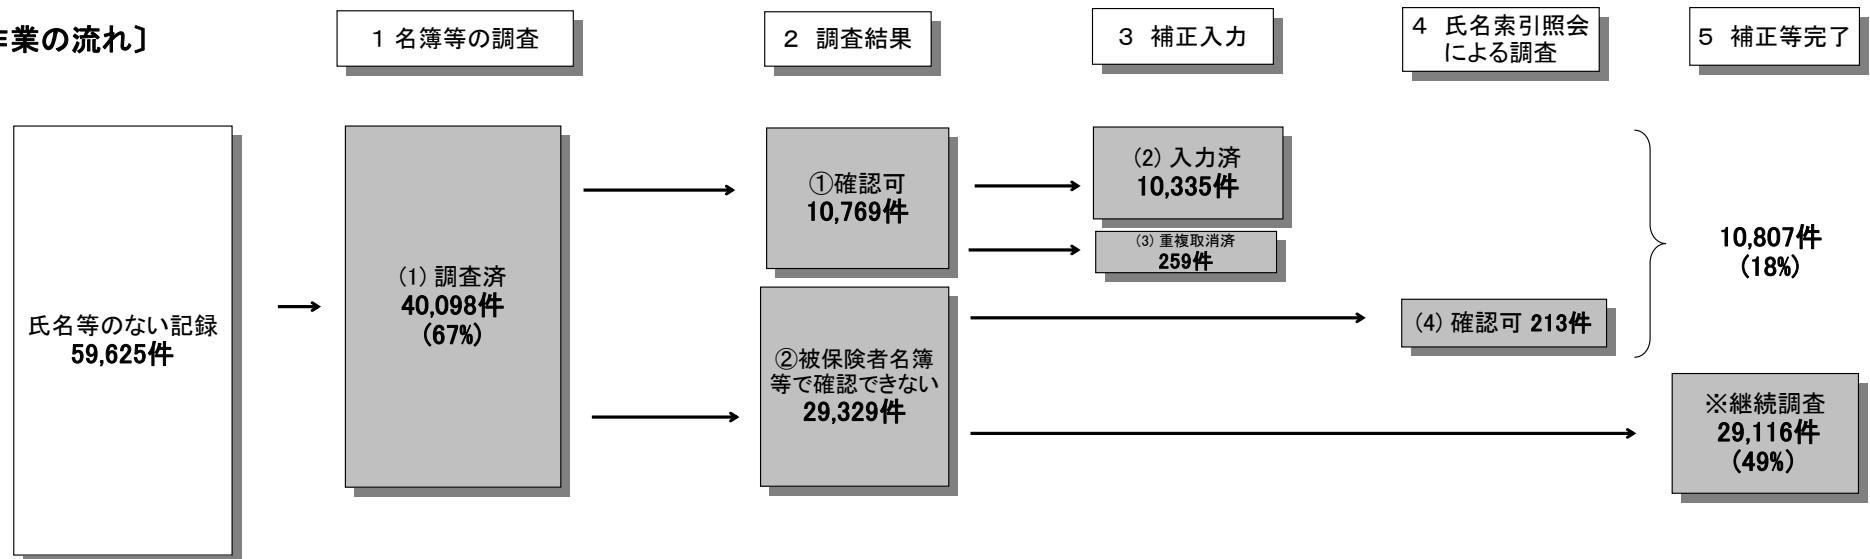 業の流れ〕
1 名簿等の調査
2 調査結果
3 補正入力
4 氏名索引照会
による調査
5 補正等完了
氏名等のない記録
59,625件
(1) 調査済
40,098件
(67%)
①確認可
10,769件
②被保険者名簿
等で確認できない
29,329件
(2) 入力済
10,335件
(3) 重複取消済
259件
(4) 確認可 213件
10,807件
(18%)
※継続調査
29,116件
(49%)